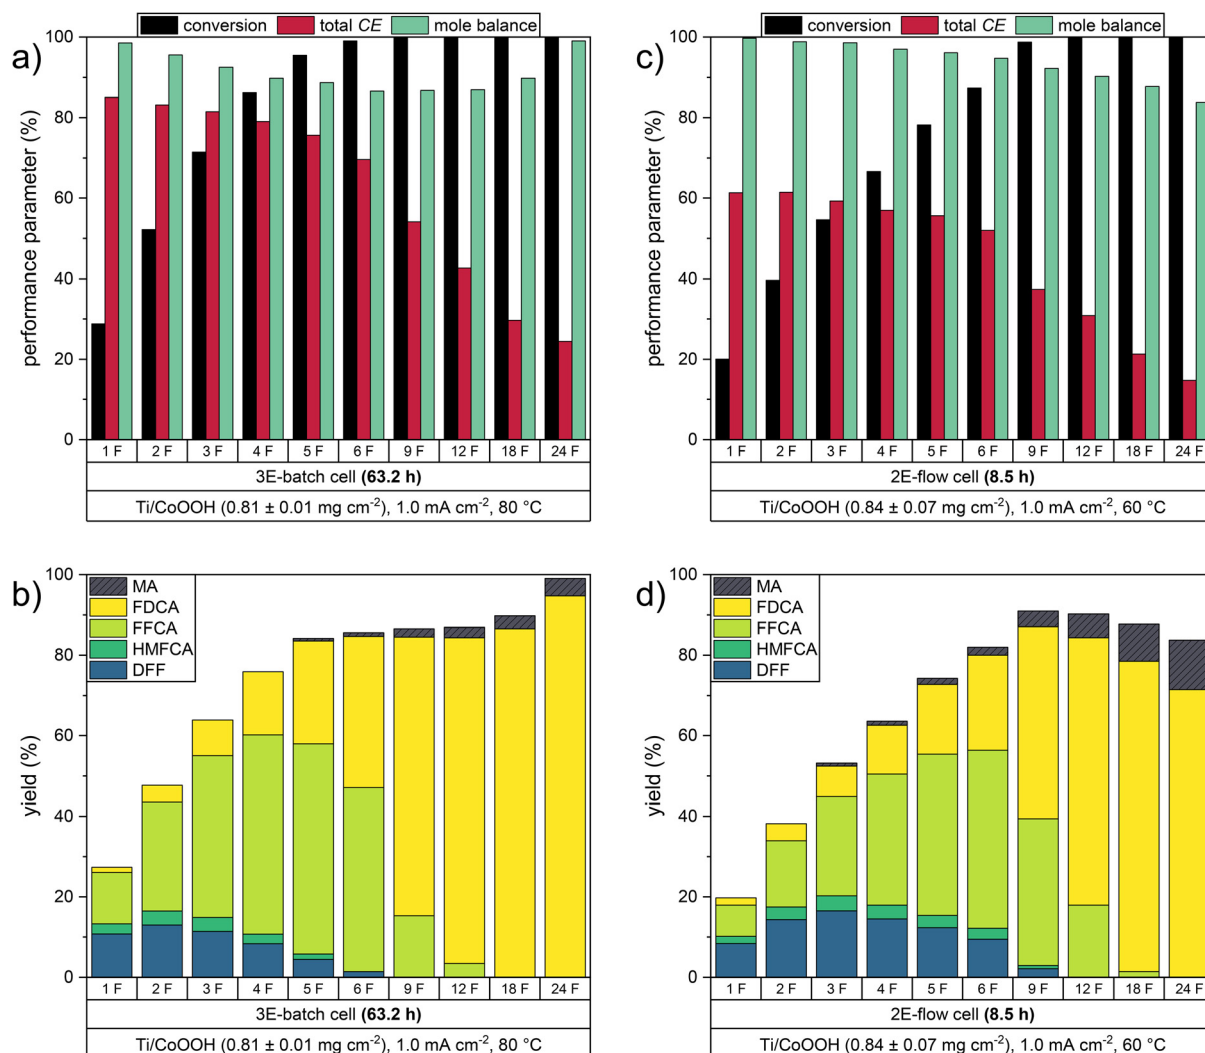 a)
conversion total CE mole balance
performance parameter (%)
100
80
60
40
20
0
1 F 2 F 3 F 4 F 5 F 6 F 9 F 12 F 18 F 24 F
3E-batch cell (63.2 h)
Ti/CoOOH (0.81 ± 0.01 mg cm⁻²), 1.0 mA cm⁻², 80 °C
c)
conversion total CE mole balance
performance parameter (%)
100
80
60
40
20
0
1 F 2 F 3 F 4 F 5 F 6 F 9 F 12 F 18 F 24 F
2E-flow cell (8.5 h)
Ti/CoOOH (0.84 ± 0.07 mg cm⁻²), 1.0 mA cm⁻², 60 °C
b)
MA
FDCA
FFCA
HMFCA
DFF
yield (%)
100
80
60
40
20
0
1 F 2 F 3 F 4 F 5 F 6 F 9 F 12 F 18 F 24 F
3E-batch cell (63.2 h)
Ti/CoOOH (0.81 ± 0.01 mg cm⁻²), 1.0 mA cm⁻², 80 °C
d)
MA
FDCA
FFCA
HMFCA
DFF
yield (%)
100
80
60
40
20
0
1 F 2 F 3 F 4 F 5 F 6 F 9 F 12 F 18 F 24 F
2E-flow cell (8.5 h)
Ti/CoOOH (0.84 ± 0.07 mg cm⁻²), 1.0 mA cm⁻², 60 °C